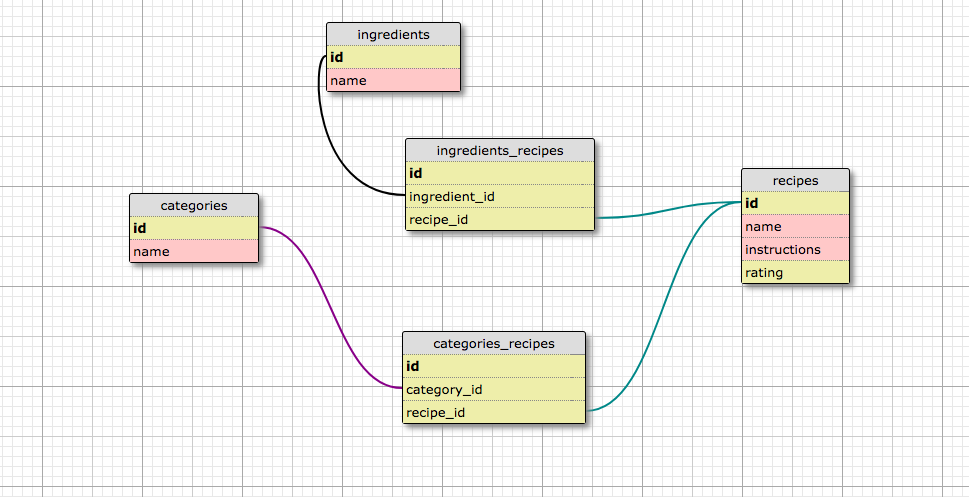 ingredients
id
name
ingredients_recipes
id
ingredient_id
recipe_id
recipes
id
name
instructions
rating
categories
id
name
categories_recipes
id
category_id
recipe_id